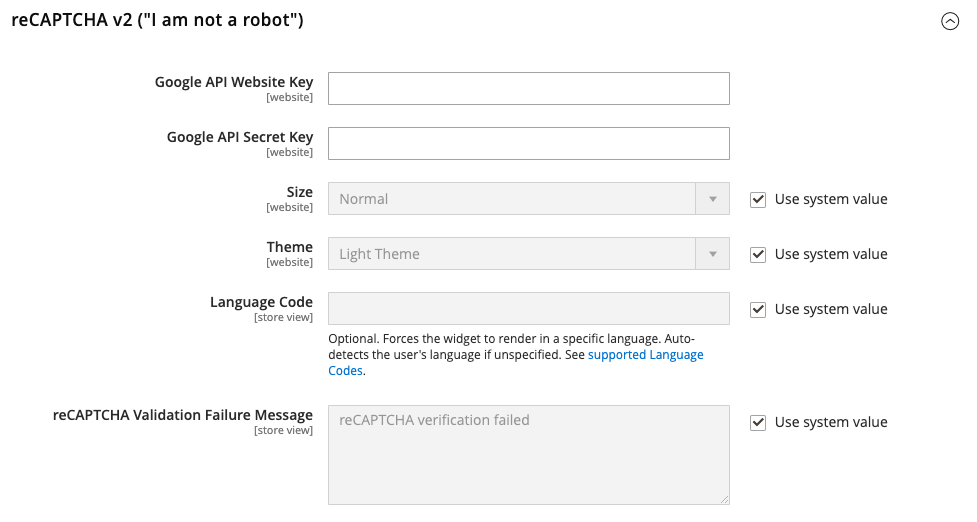 reCAPTCHA v2 ("I am not a robot")
Google API Website Key
[website]
Google API Secret Key
[website]
Size
[website]
Normal
Use system value
Theme
[website]
Light Theme
Use system value
Language Code
[store view]
Use system value
Optional. Forces the widget to render in a specific language. Auto-
detects the user's language if unspecified. See supported Language
Codes.
reCAPTCHA Validation Failure Message
[store view]
reCAPTCHA verification failed
Use system value